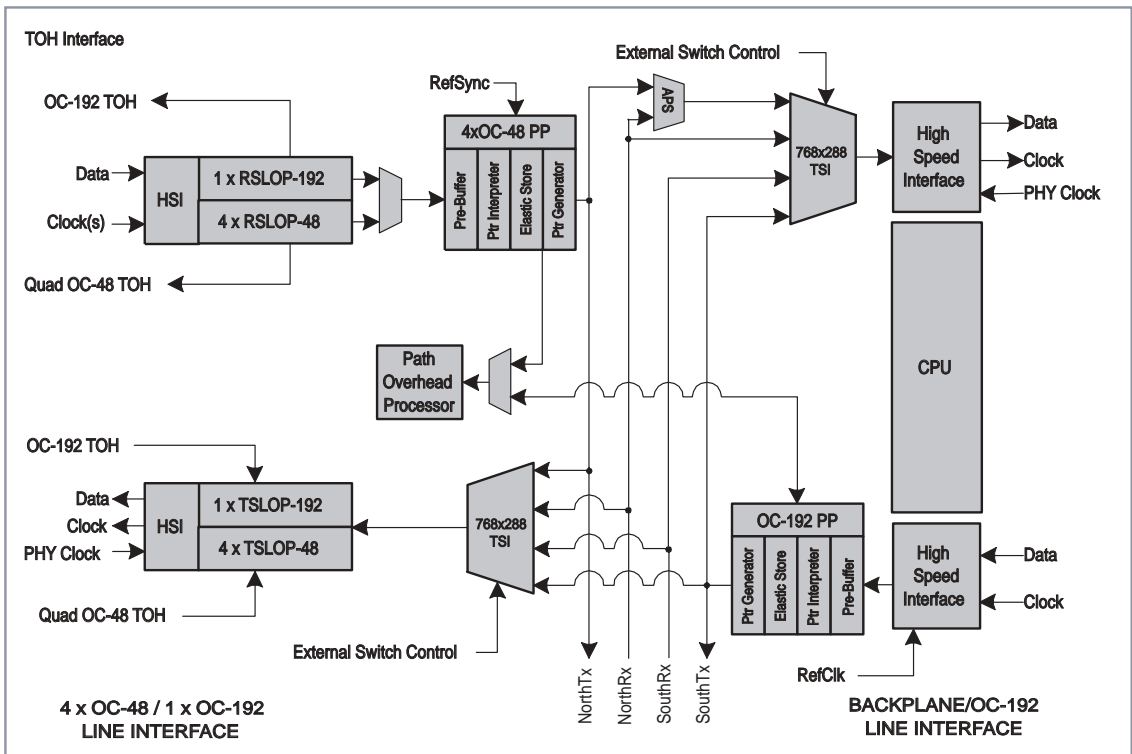 TOH Interface
External Switch Control
OC-192 TOH
RefSync
APS
4xOC-48 PP
Data
HSI
1 x RSLOP-192
4 x RSLOP-48
Clock(s)
Pre-Buffer
Ptr Interpreter
Elastic Store
Ptr Generator
768x288
TSI
High
Speed
Interface
Data
Clock
PHY Clock
Quad OC-48 TOH
Path
Overhead
Processor
CPU
OC-192 TOH
Data
Clock
PHY Clock
HSI
1 x TSLOP-192
4 x TSLOP-48
768x288
TSI
OC-192 PP
Ptr Generator
Elastic Store
Ptr Interpreter
Pre-Buffer
High
Speed
Interface
Data
Clock
Quad OC-48 TOH
External Switch Control
RefClk
NorthTx
NorthRx
SouthRx
SouthTx
4 x OC-48 / 1 x OC-192
LINE INTERFACE
BACKPLANE/OC-192
LINE INTERFACE